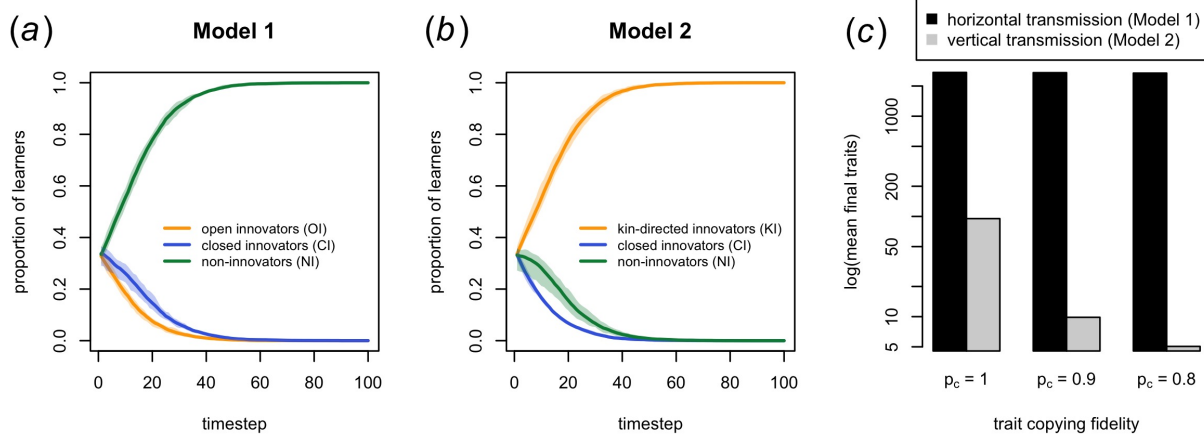 (a)
Model 1
proportion of learners
1.0
0.8
0.6
0.4
0.2
0.0
open innovators (OI)
closed innovators (CI)
non-innovators (NI)
0 20 40 60 80 100
timestep
(b)
Model 2
proportion of learners
1.0
0.8
0.6
0.4
0.2
0.0
kin-directed innovators (KI)
closed innovators (CI)
non-innovators (NI)
0 20 40 60 80 100
timestep
(c)
horizontal transmission (Model 1)
vertical transmission (Model 2)
log(mean final traits)
1000
200
50
10
5
pc = 1 pc = 0.9 pc = 0.8
trait copying fidelity